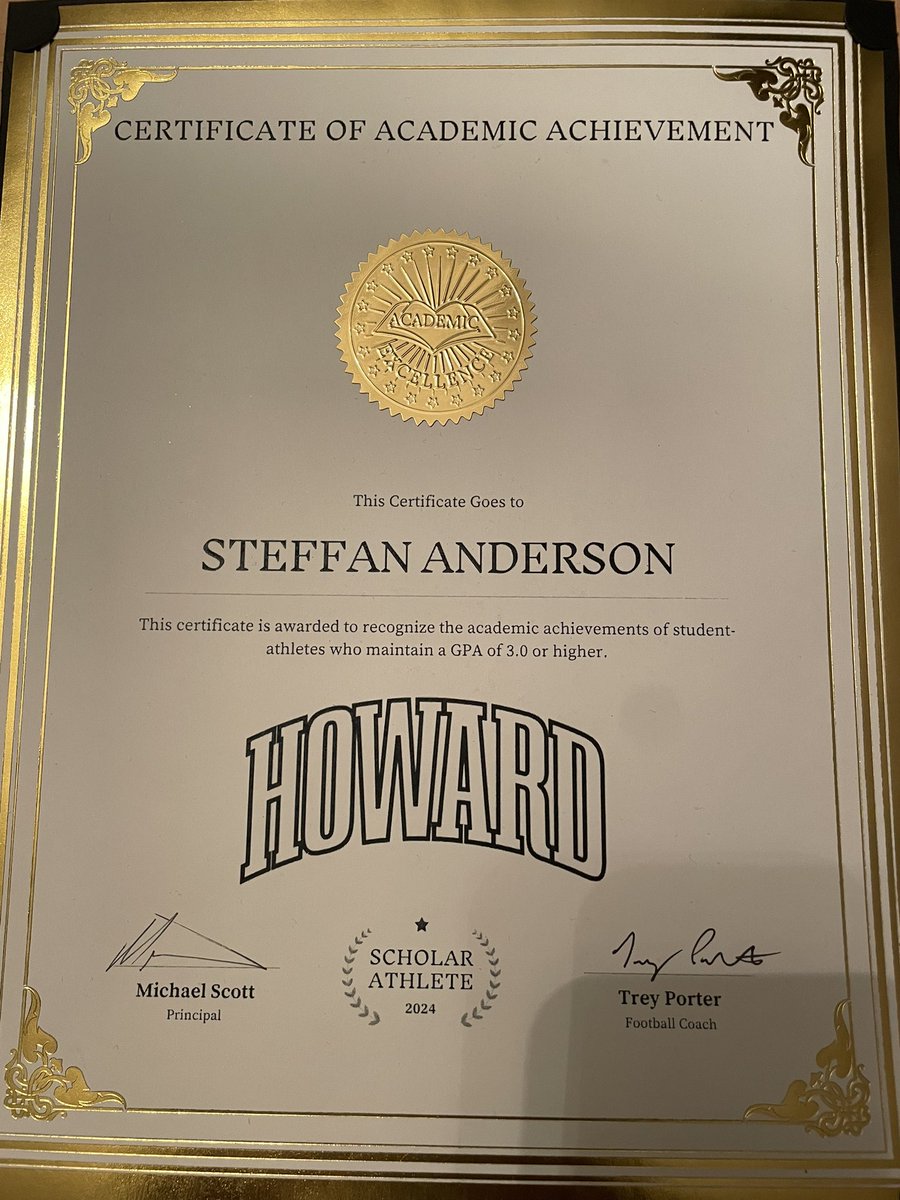 CERTIFICATE OF ACADEMIC ACHIEVEMENT
ACADEMIC
EXCELLENCE
This Certificate Goes to
STEFFAN ANDERSON
This certificate is awarded to recognize the academic achievements of student-
athletes who maintain a GPA of 3.0 or higher.
HOWARD
Michael Scott
Principal
SCHOLAR
ATHLETE
2024
Trey Porter
Trey Porter
Football Coach